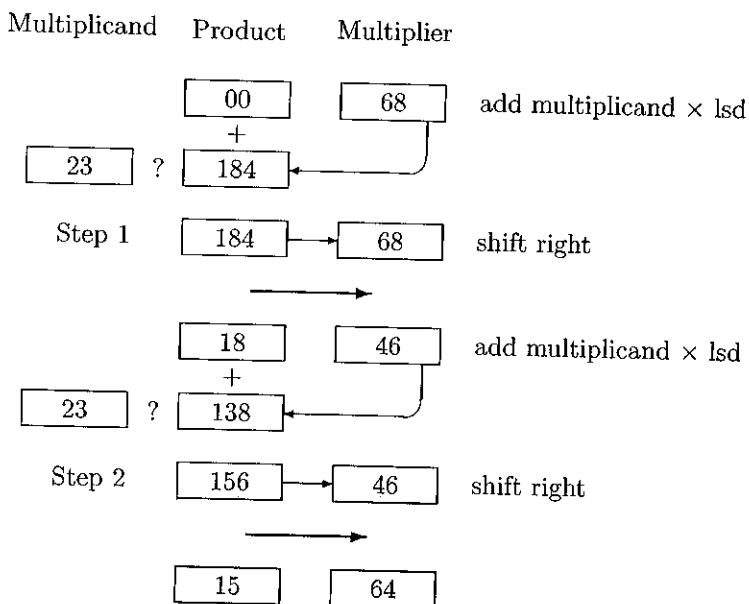 Multiplicand Product Multiplier
00 68 add multiplicand × lsd
+
23 ? 184
Step 1 184 68 shift right
18 46 add multiplicand × lsd
+
23 ? 138
Step 2 156 46 shift right
15 64